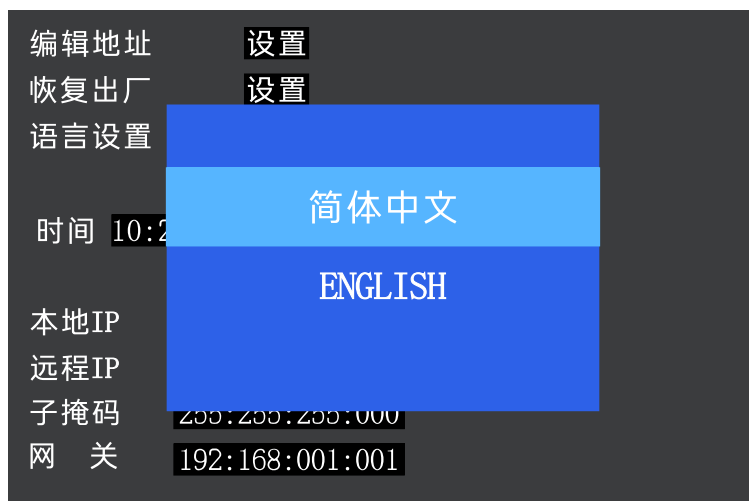 编辑地址 设置
恢复出厂 设置
语言设置
简体中文
时间 10:2
ENGLISH
本地IP
远程IP
子掩码 255:255:255:000
网 关 192:168:001:001